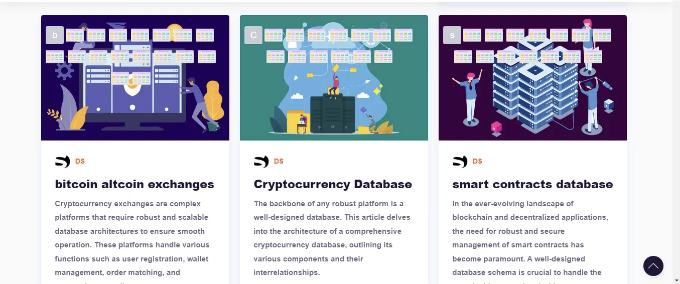 b
C
s
DS
DS
DS
bitcoin altcoin exchanges
Cryptocurrency exchanges are complex
platforms that require robust and scalable
database architectures to ensure smooth
operation. These platforms handle various
functions such as user registration, wallet
management, order matching, and
Cryptocurrency Database
The backbone of any robust platform is a
well-designed database. This article delves
into the architecture of a comprehensive
cryptocurrency database, outlining its
various components and their
interrelationships.
smart contracts database
In the ever-evolving landscape of
blockchain and decentralized applications,
the need for robust and secure
management of smart contracts has
become paramount. A well-designed
database schema is crucial to handle the